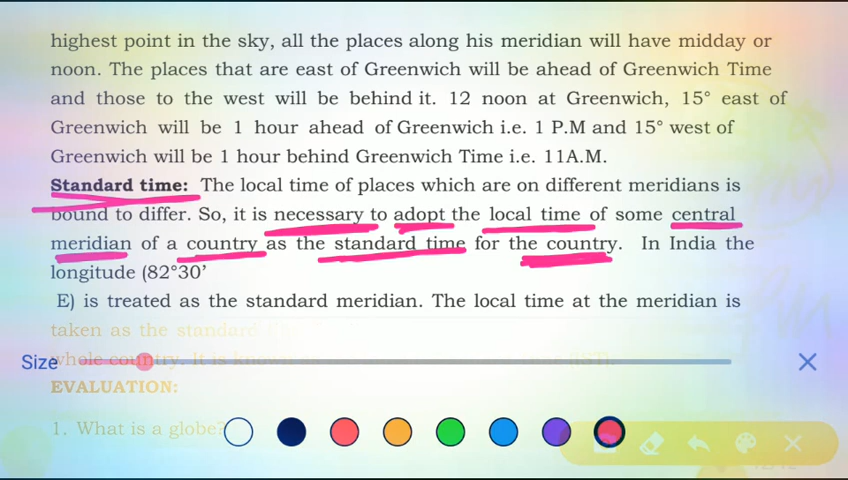 highest point in the sky, all the places along his meridian will have midday or
noon. The places that are east of Greenwich will be ahead of Greenwich Time
and those to the west will be behind it. 12 noon at Greenwich, 15° east of
Greenwich will be 1 hour ahead of Greenwich i.e. 1 P.M and 15° west of
Greenwich will be 1 hour behind Greenwich Time i.e. 11A.M.
Standard time: The local time of places which are on different meridians is
bound to differ. So, it is necessary to adopt the local time of some central
meridian of a country as the standard time for the country. In India the
longitude (82°30’
E) is treated as the standard meridian. The local time at the meridian is
taken as the standard
Size whole country. It is known (IST).
EVALUATION:
1. What is a globe?